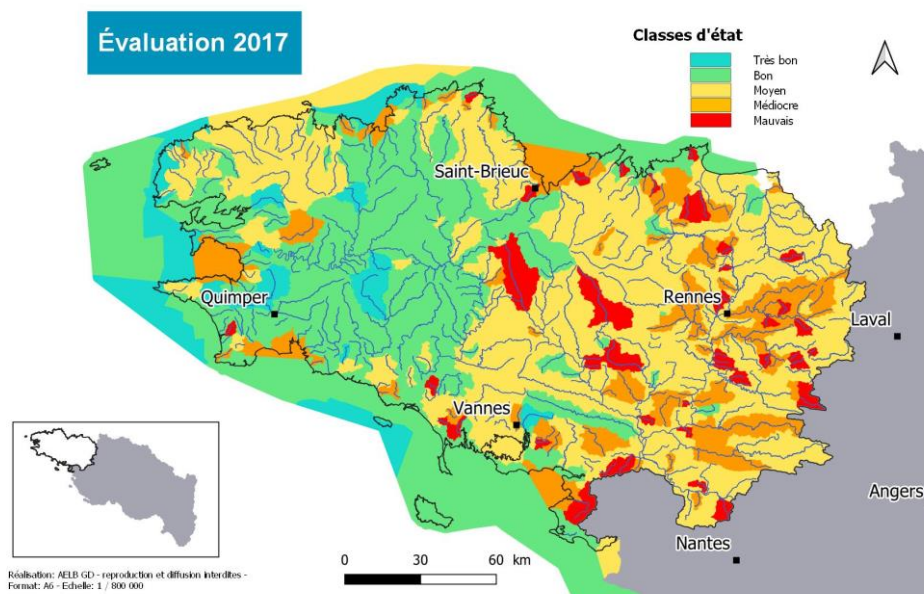 Évaluation 2017
Classes d'état
Très bon
Bon
Moyen
Médiocre
Mauvais
Saint-Brieuc
Quimper
Rennes
Laval
Vannes
Angers
Nantes
0 30 60 km
Réalisation: AELB GD - reproduction et diffusion interdites -
Format: A6 - Echelle: 1 / 800 000